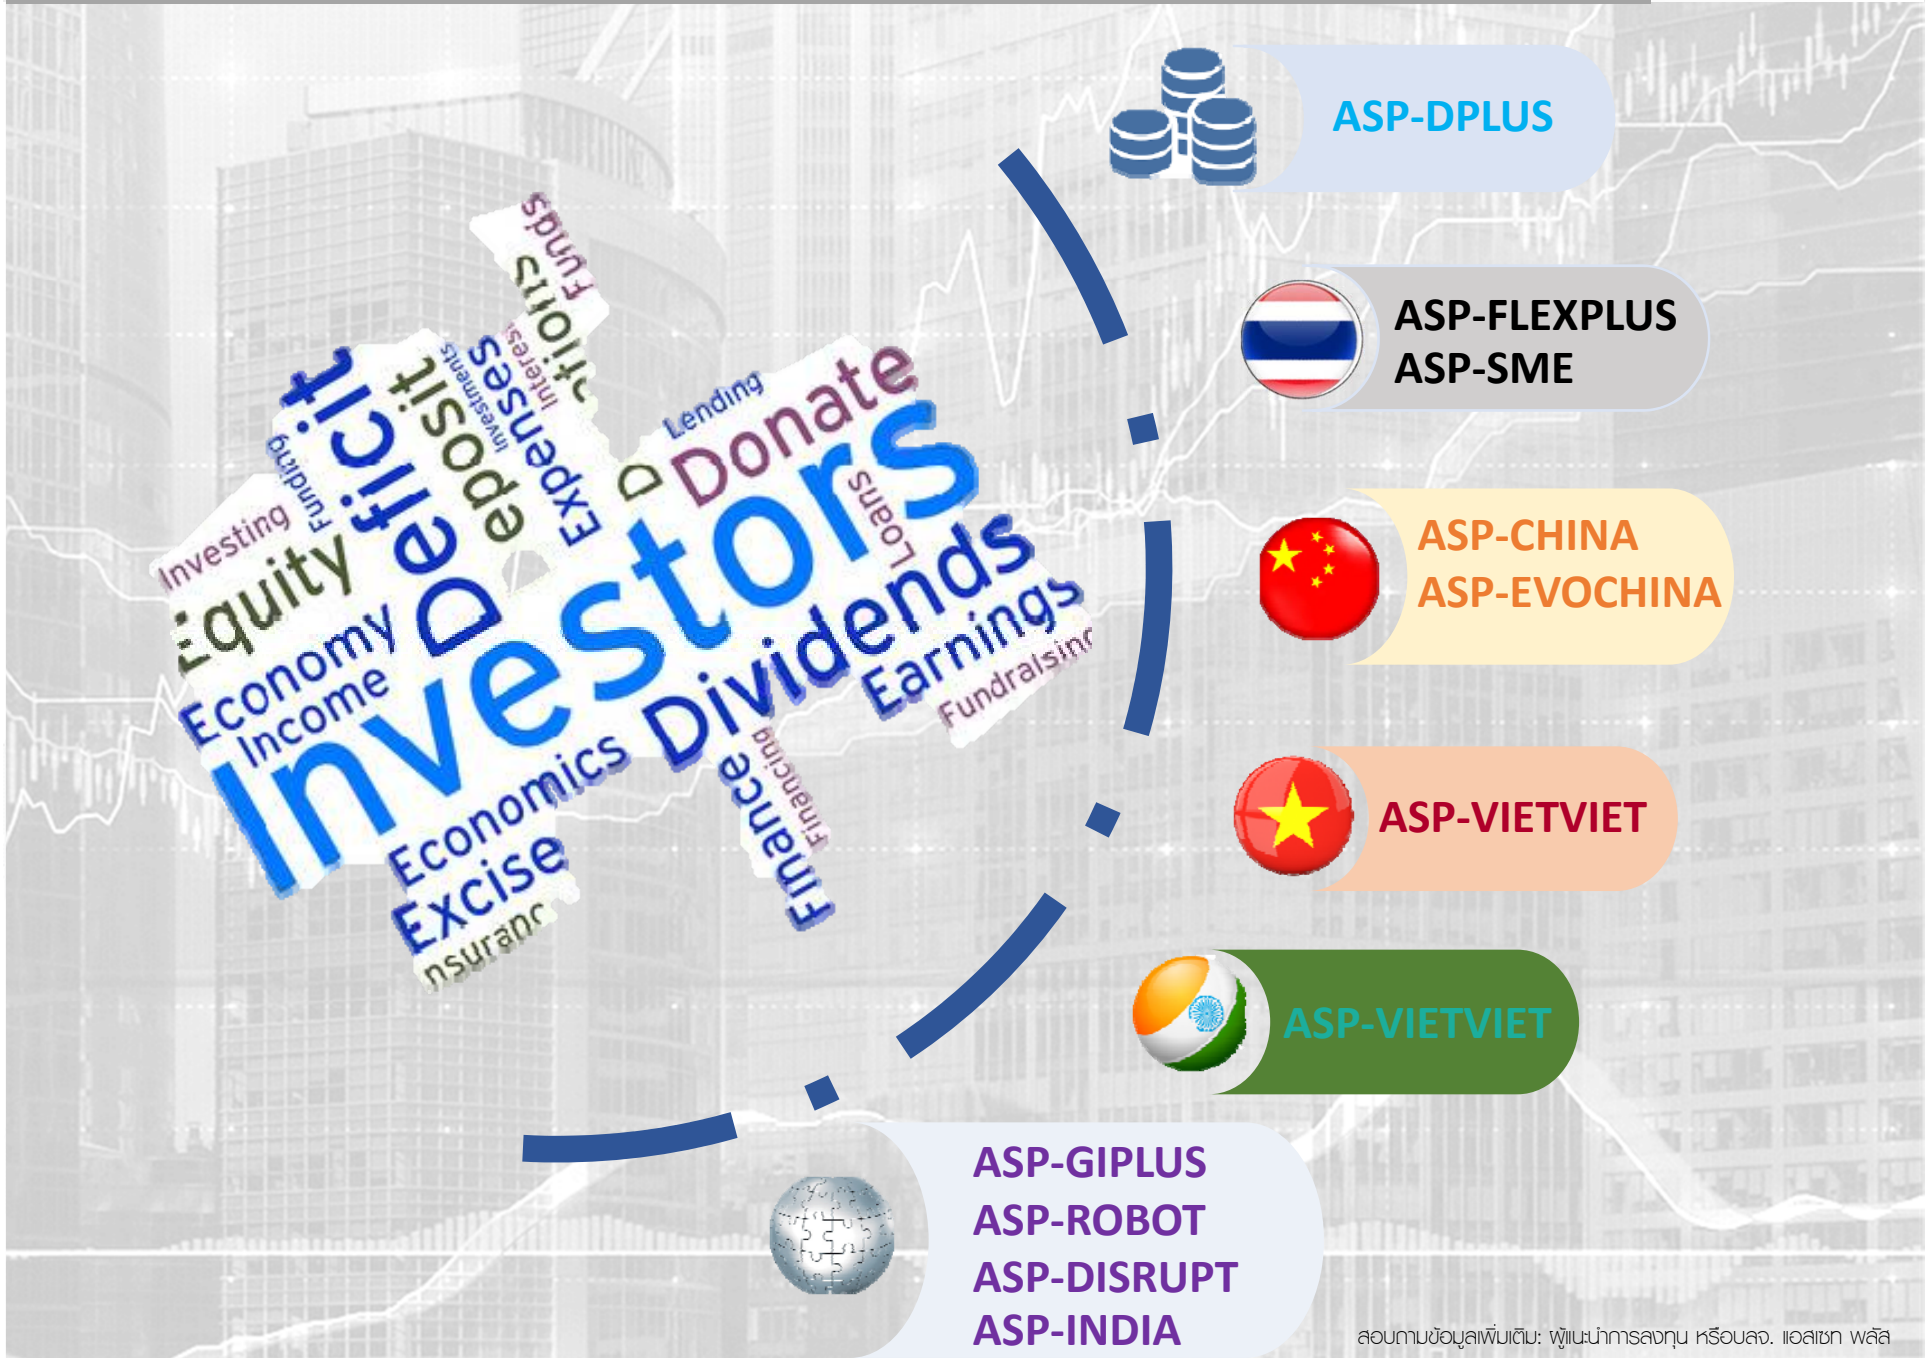 ASP-DPLUS
ASP-FLEXPLUS
ASP-SME
ASP-CHINA
ASP-EVOCHINA
ASP-VIETVIET
ASP-VIETVIET
ASP-GIPLUS
ASP-ROBOT
ASP-DISRUPT
ASP-INDIA
Funds
ations
Interest
Investments
Expenses
eposit
Deficit
Funding
Investing
Equity
Economy
Income
Investors
Lending
D
Donate
Loans
Dividends
Earnings
Fundraising
Economics
Excise
nsuranc
Finance
Financing
สอบถามข้อมูลเพิ่มเติม: ผู้แนะนำการลงทุน หรือบลจ. แอสเซท พลัส